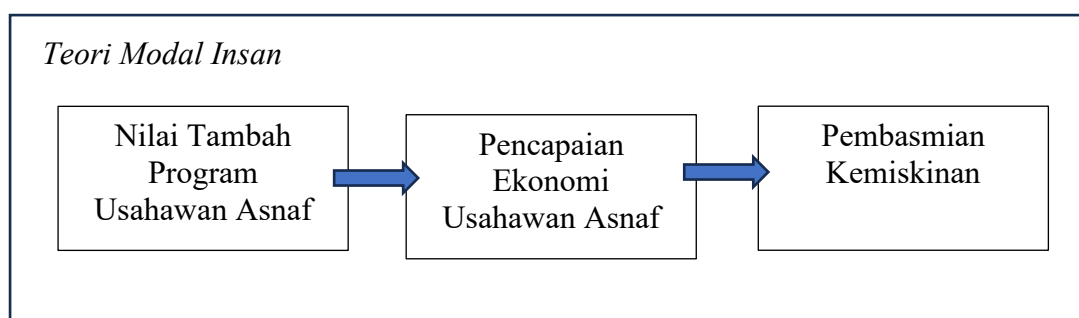 Teori Modal Insan
Nilai Tambah
Program
Usahawan Asnaf
Pencapaian
Ekonomi
Usahawan Asnaf
Pembasmian
Kemiskinan